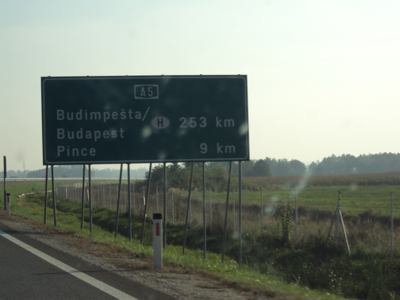 A5
Budimpešta/
H 253 km
Budapest
Pince 9 km